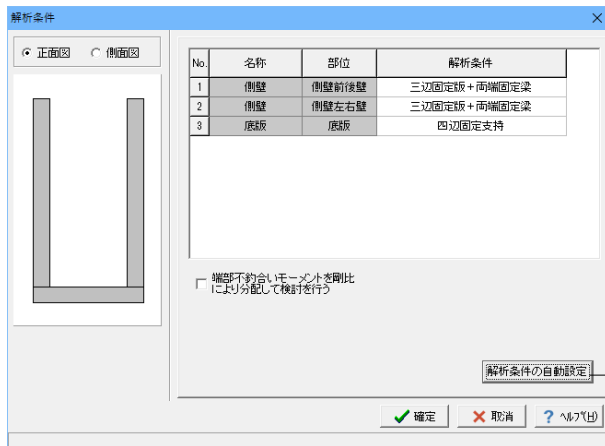 解析条件
正面図 側面図
No. 名称 部位 解析条件
1 側壁 側壁前後壁 三辺固定版+両端固定梁
2 側壁 側壁左右壁 三辺固定版+両端固定梁
3 底版 底版 四辺固定支持
端部不釣合いモーメントを剛比
により分配して検討を行う
解析条件の自動設定
確定 取消 ? ヘルプ(H)